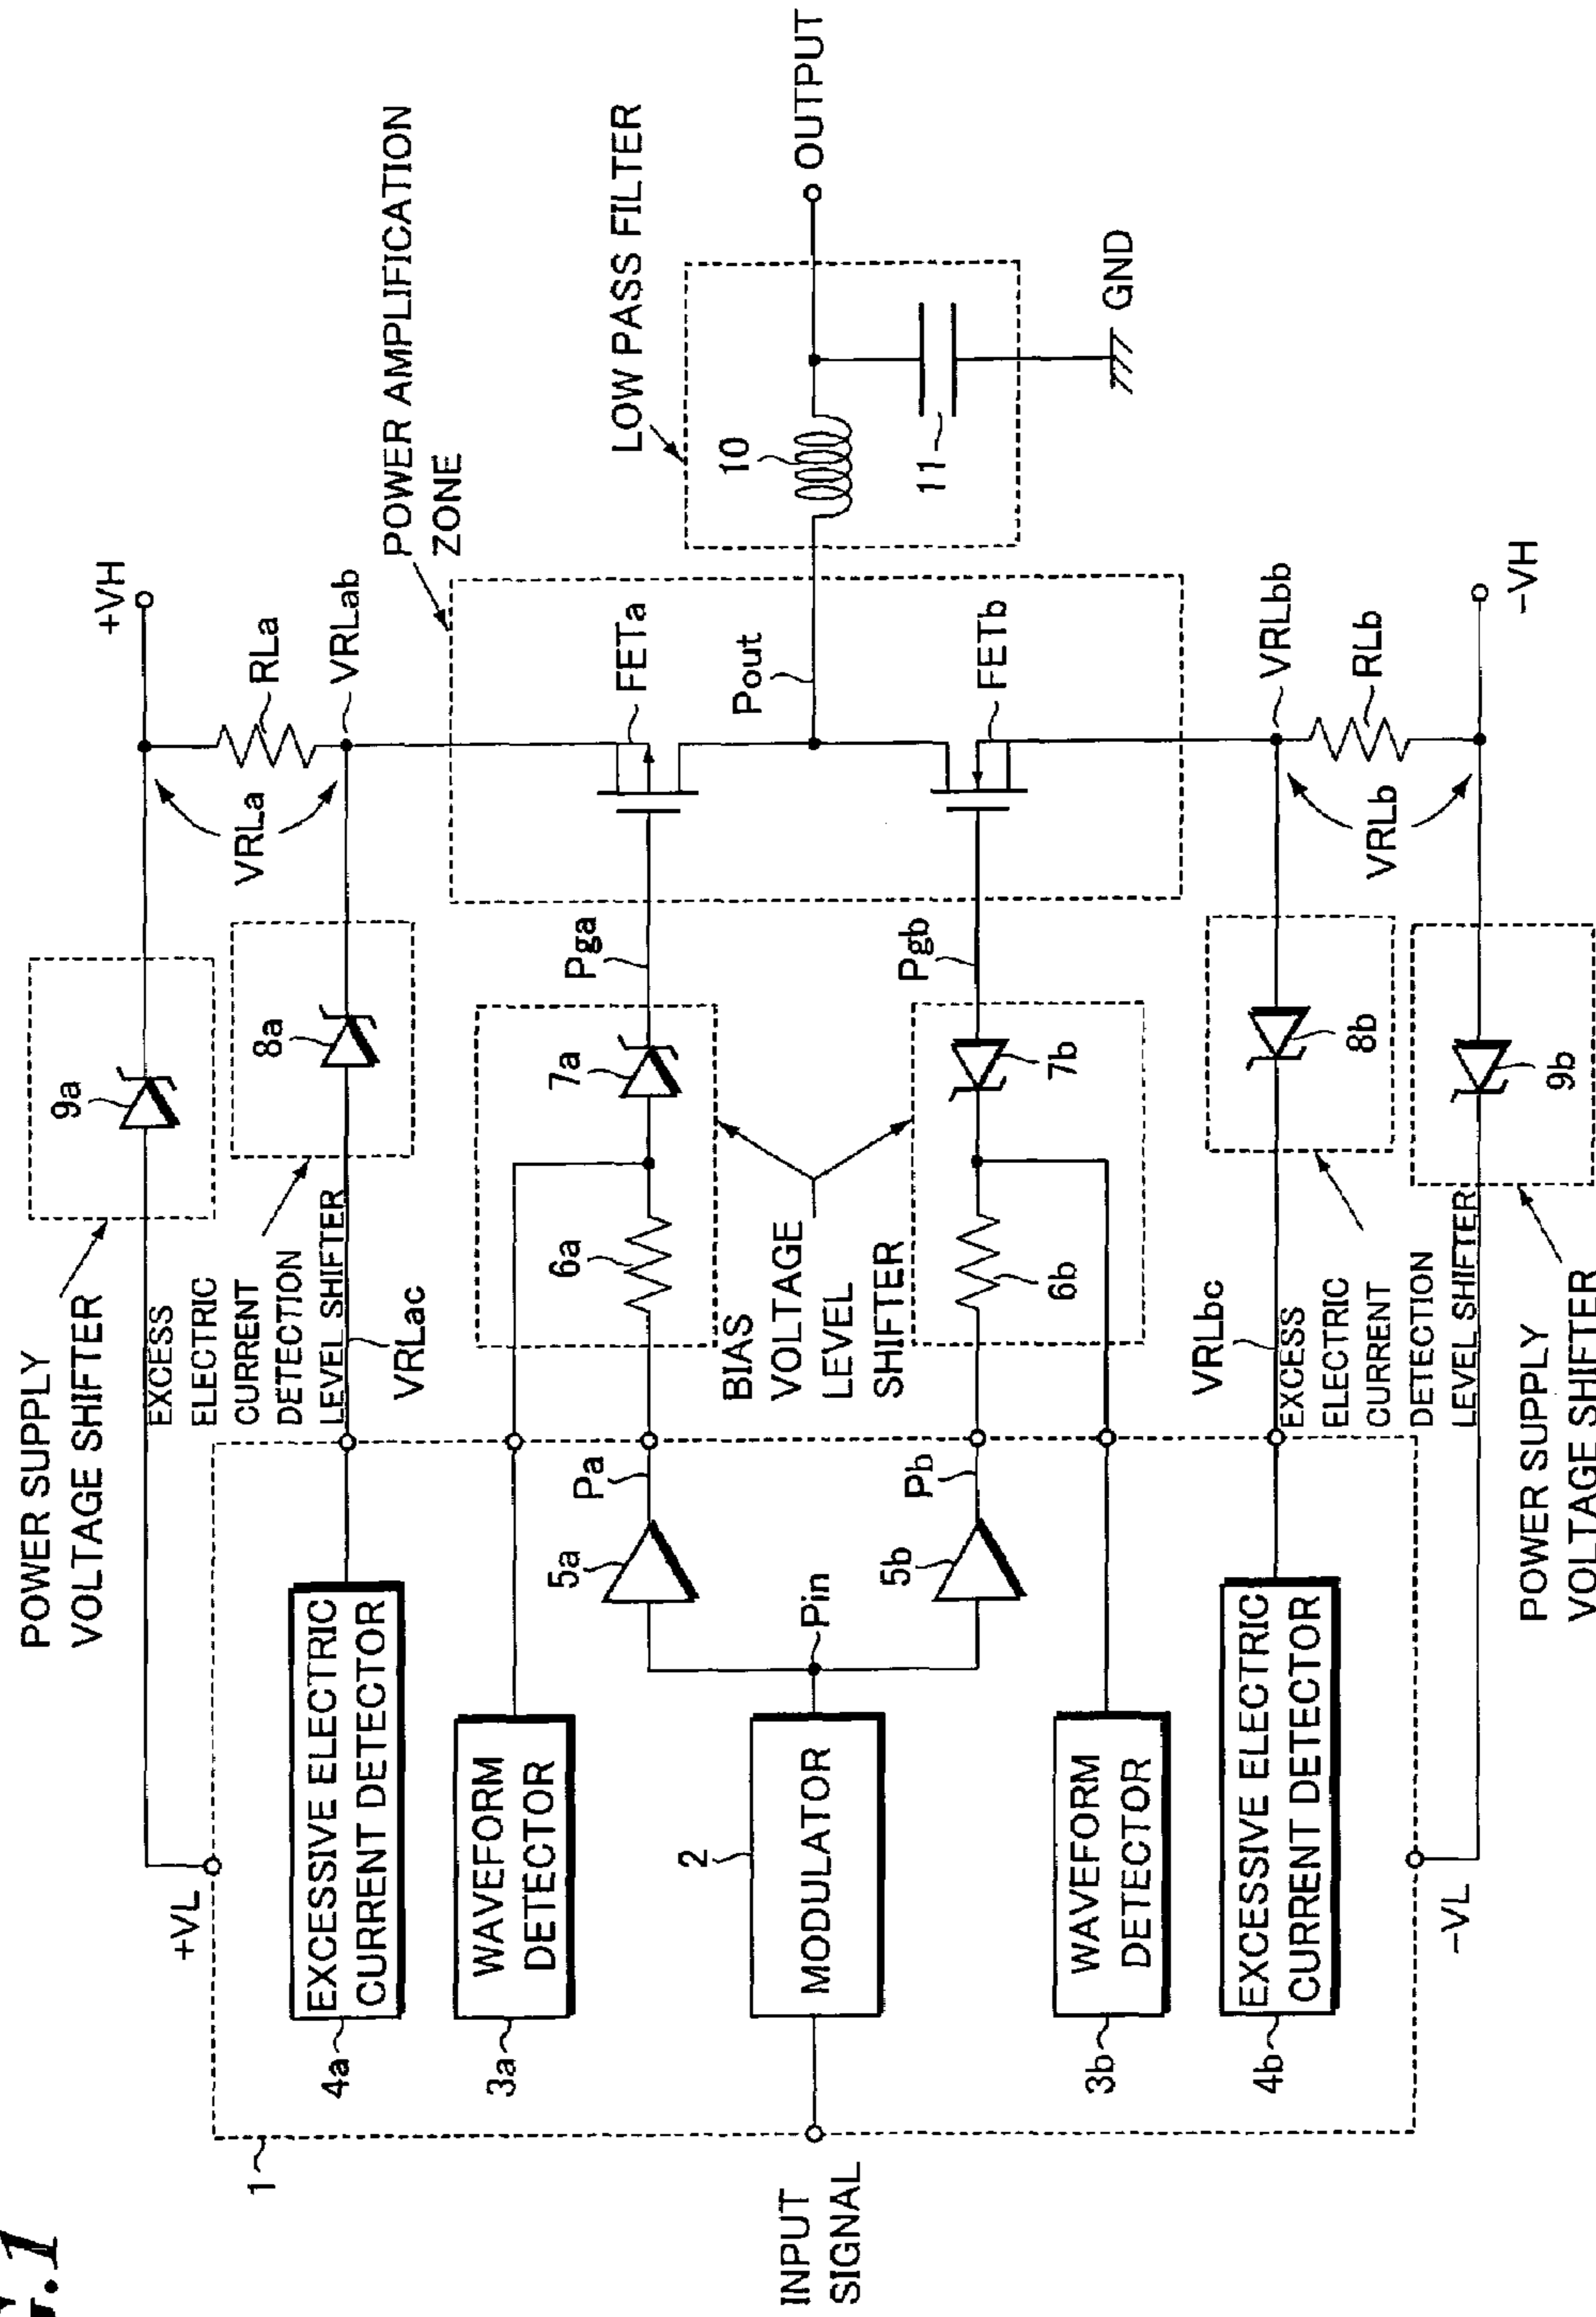 G.1
POWER SUPPLY
VOLTAGE SHIFTER
9a
+VH
EXCESS
ELECTRIC
CURRENT
DETECTION
LEVEL SHIFTER
8a
VRLa
RLa
VRLab
+VL
VRLac
POWER AMPLIFICATION
ZONE
1
4a
EXCESSIVE ELECTRIC
CURRENT DETECTOR
3a
WAVEFORM
DETECTOR
5a
Pa
6a
7a
Pga
FETa
LOW PASS FILTER
10
11
INPUT
SIGNAL
2
MODULATOR
Pin
BIAS
VOLTAGE
LEVEL
SHIFTER
Pout
OUTPUT
GND
5b
Pb
6b
7b
Pgb
FETb
3b
WAVEFORM
DETECTOR
4b
EXCESSIVE ELECTRIC
CURRENT DETECTOR
VRLbc
EXCESS
ELECTRIC
CURRENT
DETECTION
LEVEL SHIFTER
8b
VRLbb
VRLb
RLb
-VL
9b
-VH
POWER SUPPLY
VOLTAGE SHIFTER